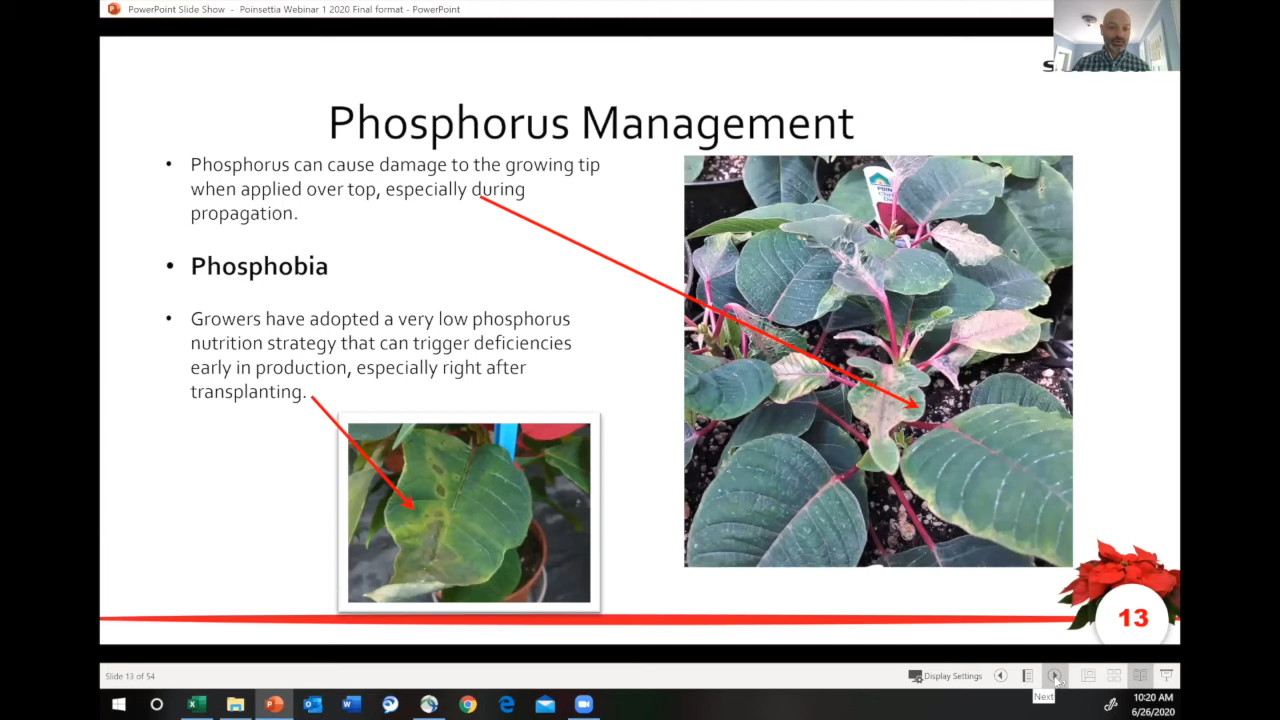 PowerPoint Slide Show - Poinsettia Webinar 1 2020 Final format - PowerPoint
Phosphorus Management
• Phosphorus can cause damage to the growing tip
when applied over top, especially during
propagation.
• Phosphobia
• Growers have adopted a very low phosphorus
nutrition strategy that can trigger deficiencies
early in production, especially right after
transplanting.
13
Slide 13 of 54
Display Settings
Next
10:20 AM
6/26/2020